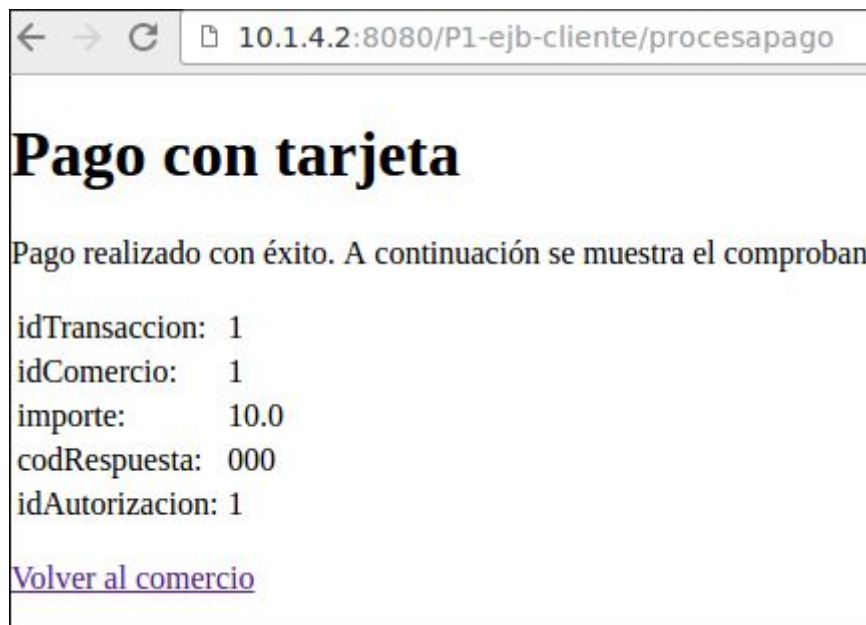 10.1.4.2:8080/P1-ejb-cliente/procesapago
Pago con tarjeta
Pago realizado con éxito. A continuación se muestra el comproban
idTransaccion: 1
idComercio: 1
importe: 10.0
codRespuesta: 000
idAutorizacion: 1
Volver al comercio